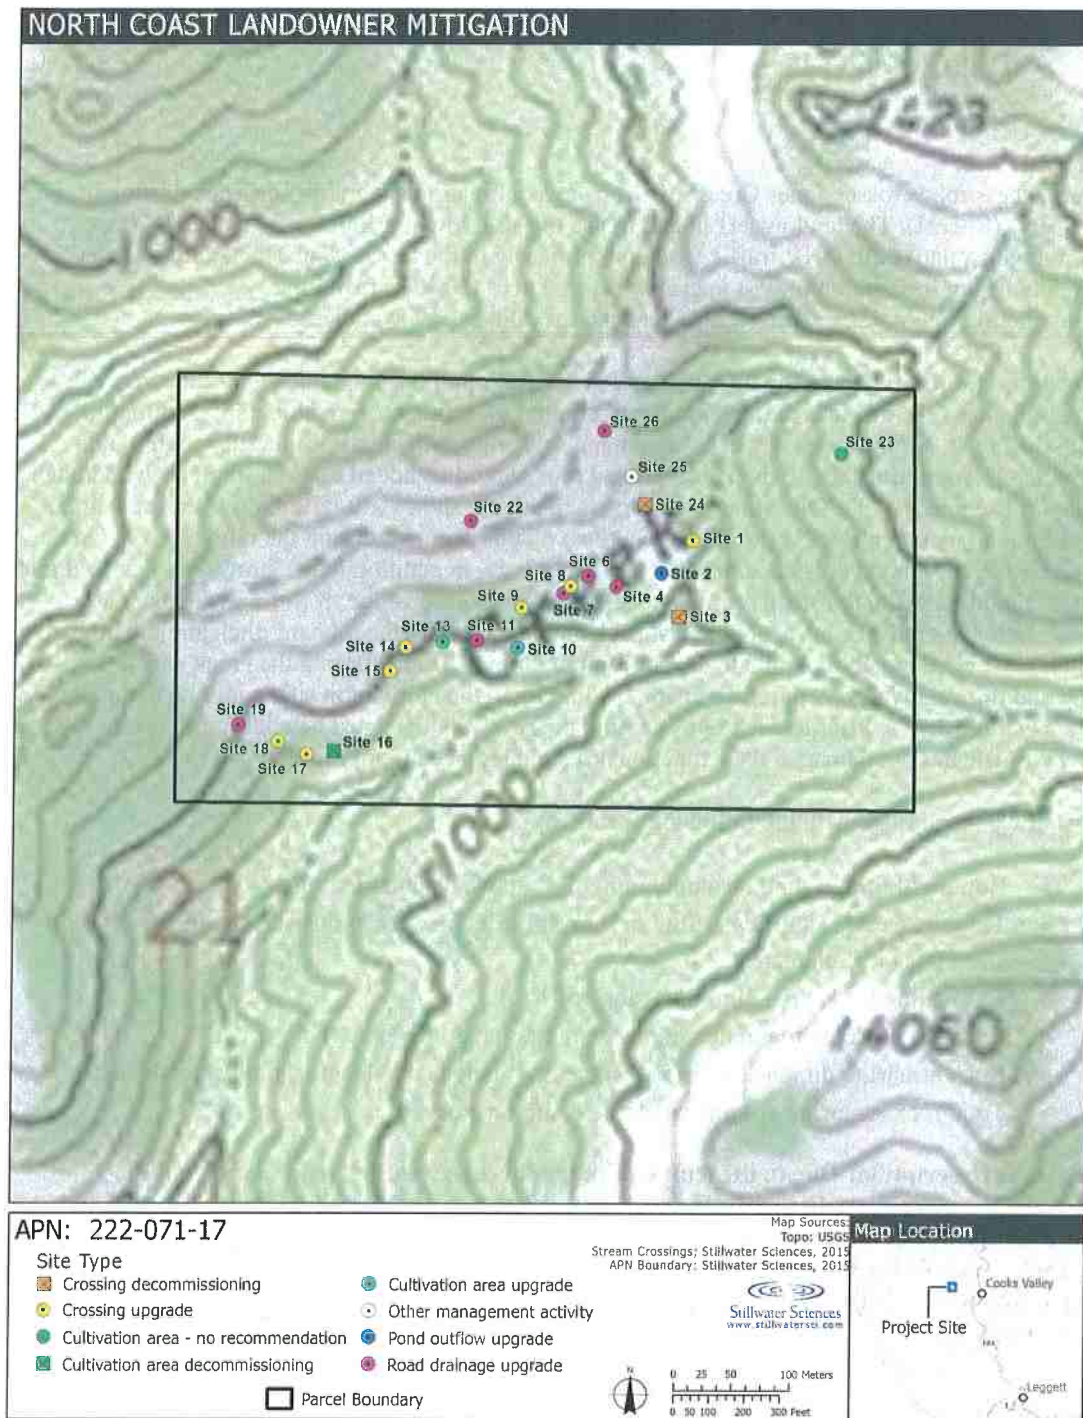 NORTH COAST LANDOWNER MITIGATION
1423
1000
Site 26
Site 23
Site 25
Site 24
Site 22
Site 1
Site 6
Site 8
Site 2
Site 4
Site 7
Site 9
Site 3
Site 13
Site 11
Site 14
Site 10
Site 15
Site 19
Site 16
Site 18
Site 17
1000
21
14060
APN: 222-071-17
Site Type
Crossing decommissioning
Crossing upgrade
Cultivation area - no recommendation
Cultivation area decommissioning
Cultivation area upgrade
Other management activity
Pond outflow upgrade
Road drainage upgrade
Parcel Boundary
Map Sources:
Topo: USGS
Stream Crossings; Stillwater Sciences, 2015
APN Boundary: Stillwater Sciences, 2015
Stillwater Sciences
www.stillwatersci.com
N
0 25 50 100 Meters
0 50 100 200 300 Feet
Map Location
Cooks Valley
Project Site
Leggett